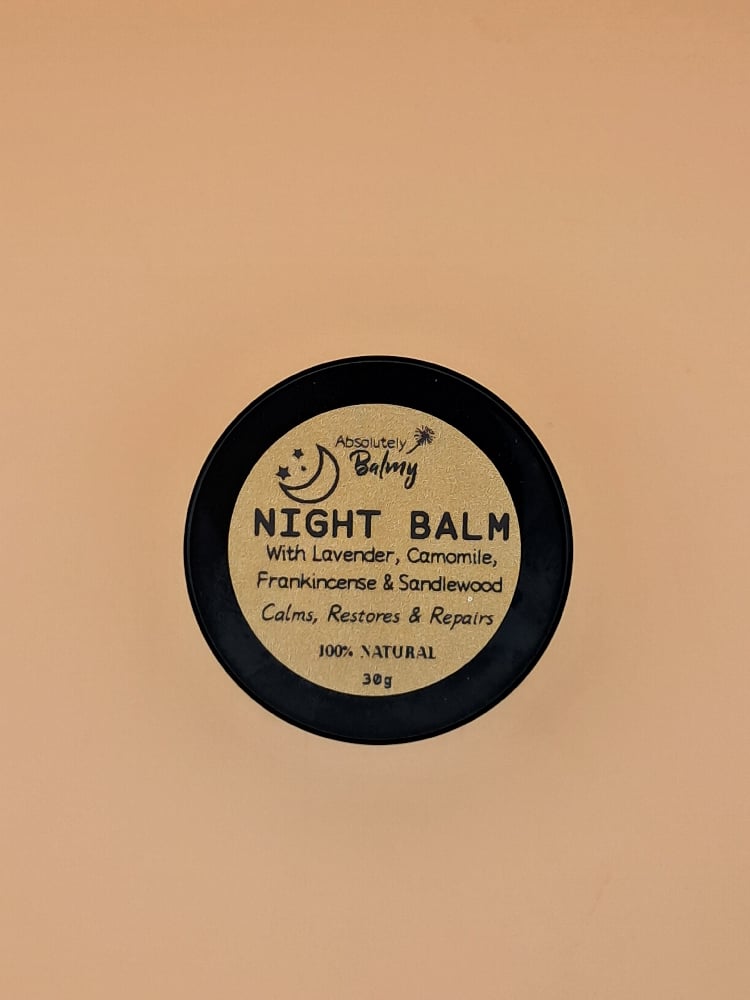 Absolutely
Balmy
NIGHT BALM
With Lavender, Camomile,
Frankincense & Sandlewood
Calms, Restores & Repairs
100% NATURAL
30g